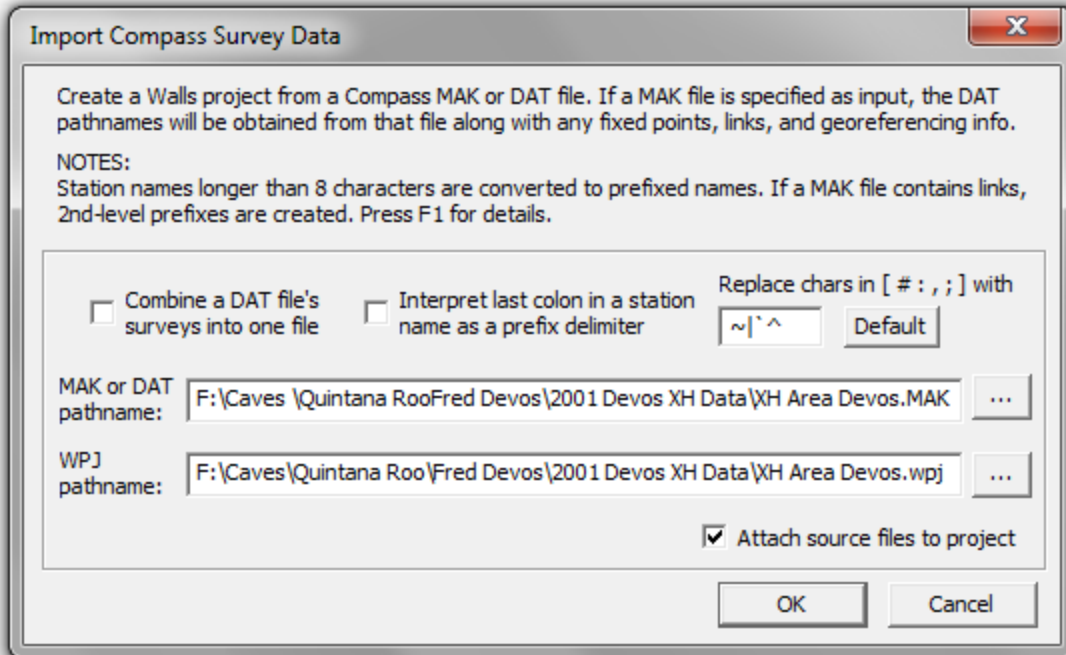 Import Compass Survey Data
X
Create a Walls project from a Compass MAK or DAT file. If a MAK file is specified as input, the DAT
pathnames will be obtained from that file along with any fixed points, links, and georeferencing info.
NOTES:
Station names longer than 8 characters are converted to prefixed names. If a MAK file contains links,
2nd-level prefixes are created. Press F1 for details.
Combine a DAT file's
surveys into one file
Interpret last colon in a station
name as a prefix delimiter
Replace chars in [ # : , ; ] with
~|`^
Default
MAK or DAT
pathname:
F:\Caves \Quintana RooFred Devos\2001 Devos XH Data\XH Area Devos.MAK
...
WPJ
pathname:
F:\Caves\Quintana Roo\Fred Devos\2001 Devos XH Data\XH Area Devos.wpj
...
Attach source files to project
OK
Cancel